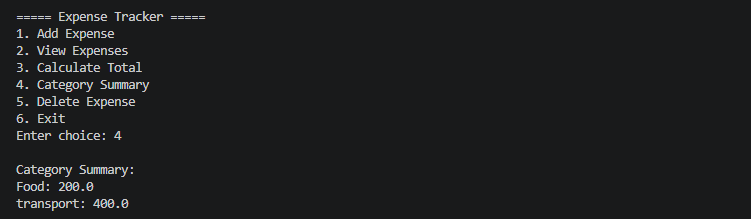 ===== Expense Tracker =====
1. Add Expense
2. View Expenses
3. Calculate Total
4. Category Summary
5. Delete Expense
6. Exit
Enter choice: 4
Category Summary:
Food: 200.0
transport: 400.0